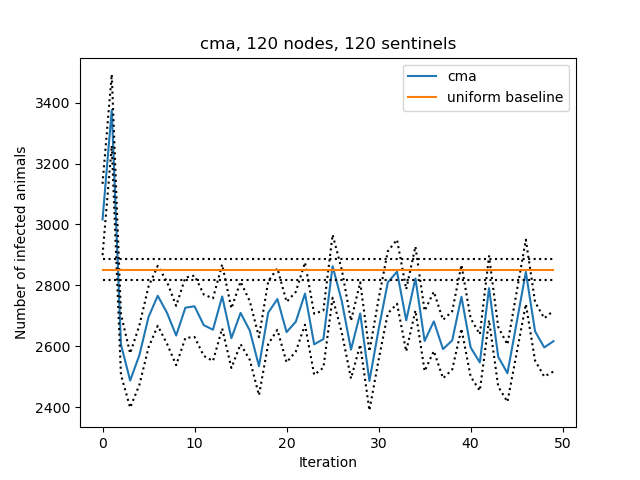 cma, 120 nodes, 120 sentinels
cma
uniform baseline
Number of infected animals
3400
3200
3000
2800
2600
2400
0 10 20 30 40 50
Iteration